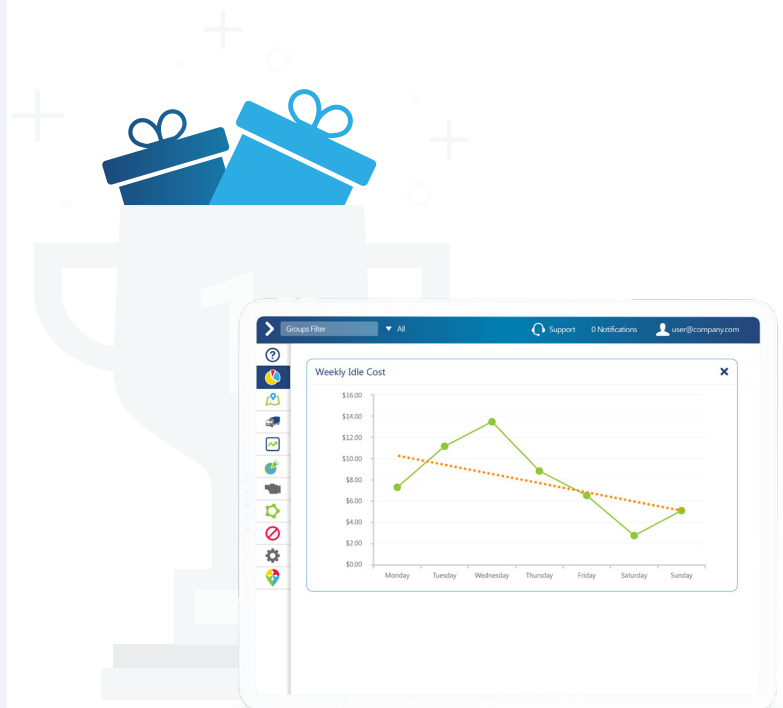 1
Groups Filter
All
Support
0 Notifications
user@company.com
Weekly Idle Cost
$16.00
$14.00
$12.00
$10.00
$8.00
$6.00
$4.00
$2.00
$0.00
Monday Tuesday Wednesday Thursday Friday Saturday Sunday